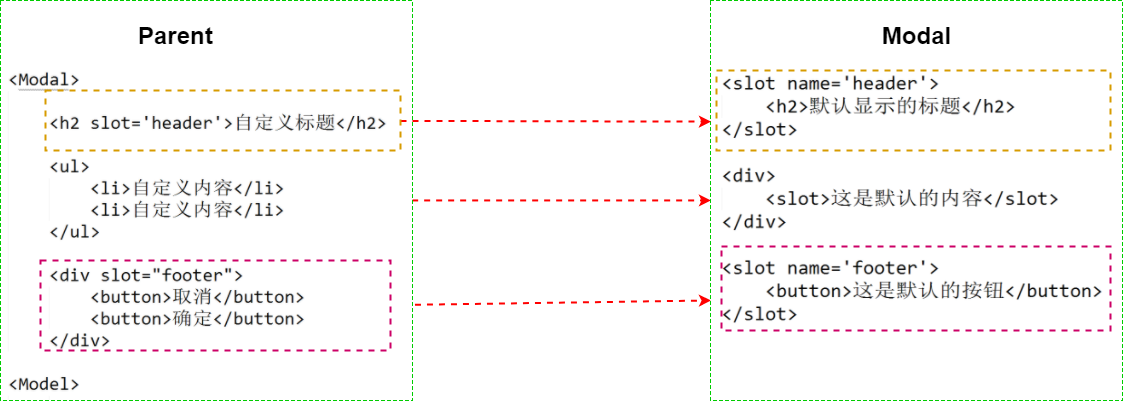 Parent
<Modal>
<h2 slot='header'>自定义标题</h2>
<ul>
<li>自定义内容</li>
<li>自定义内容</li>
</ul>
<div slot="footer">
<button>取消</button>
<button>确定</button>
</div>
<Model>
Modal
<slot name='header'>
<h2>默认显示的标题</h2>
</slot>
<div>
<slot>这是默认的内容</slot>
</div>
<slot name='footer'>
<button>这是默认的按钮</button>
</slot>